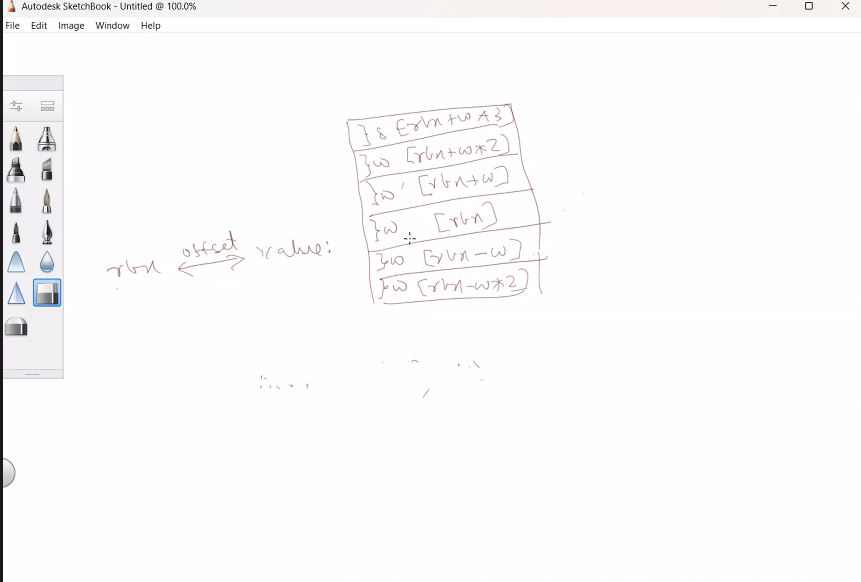 Autodesk SketchBook - Untitled @ 100.0%
File Edit Image Window Help
}8 [rbx+w*3
}w [rbx+w*2]
}w' [rbx+w]
}w [rbx]
rbx offset value:
}w [rbx-w]
}w [rbx-w*2]